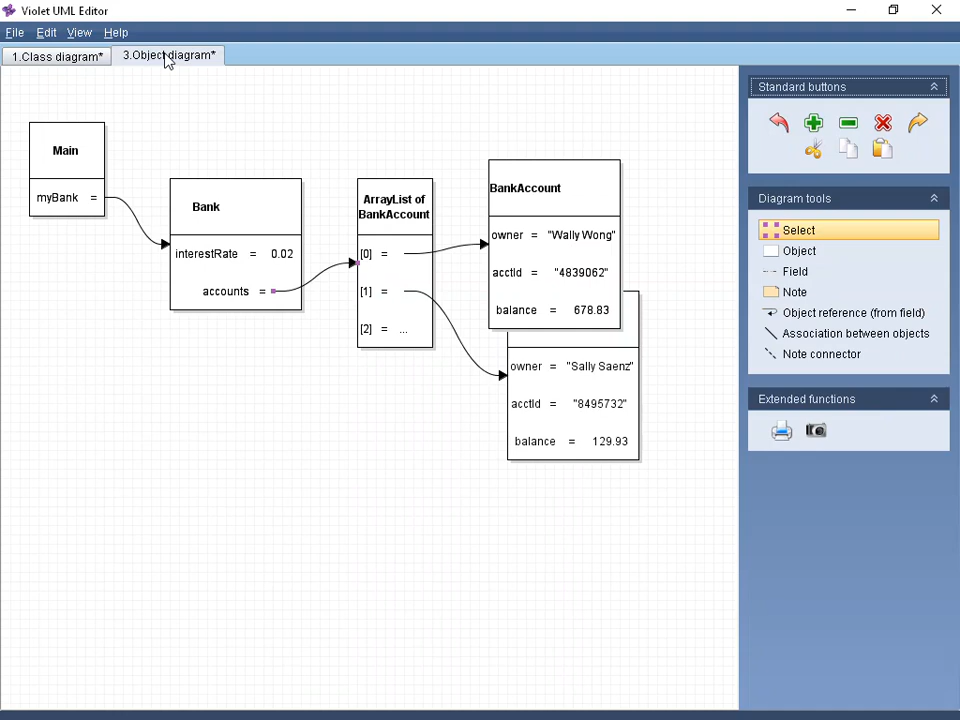 Violet UML Editor
File Edit View Help
1.Class diagram*
3.Object diagram*
Main
myBank =
Bank
interestRate = 0.02
accounts =
ArrayList of
BankAccount
[0] =
[1] =
[2] = ...
BankAccount
owner = "Wally Wong"
acctId = "4839062"
balance = 678.83
owner = "Sally Saenz"
acctId = "8495732"
balance = 129.93
Standard buttons
Diagram tools
Select
Object
Field
Note
Object reference (from field)
Association between objects
Note connector
Extended functions